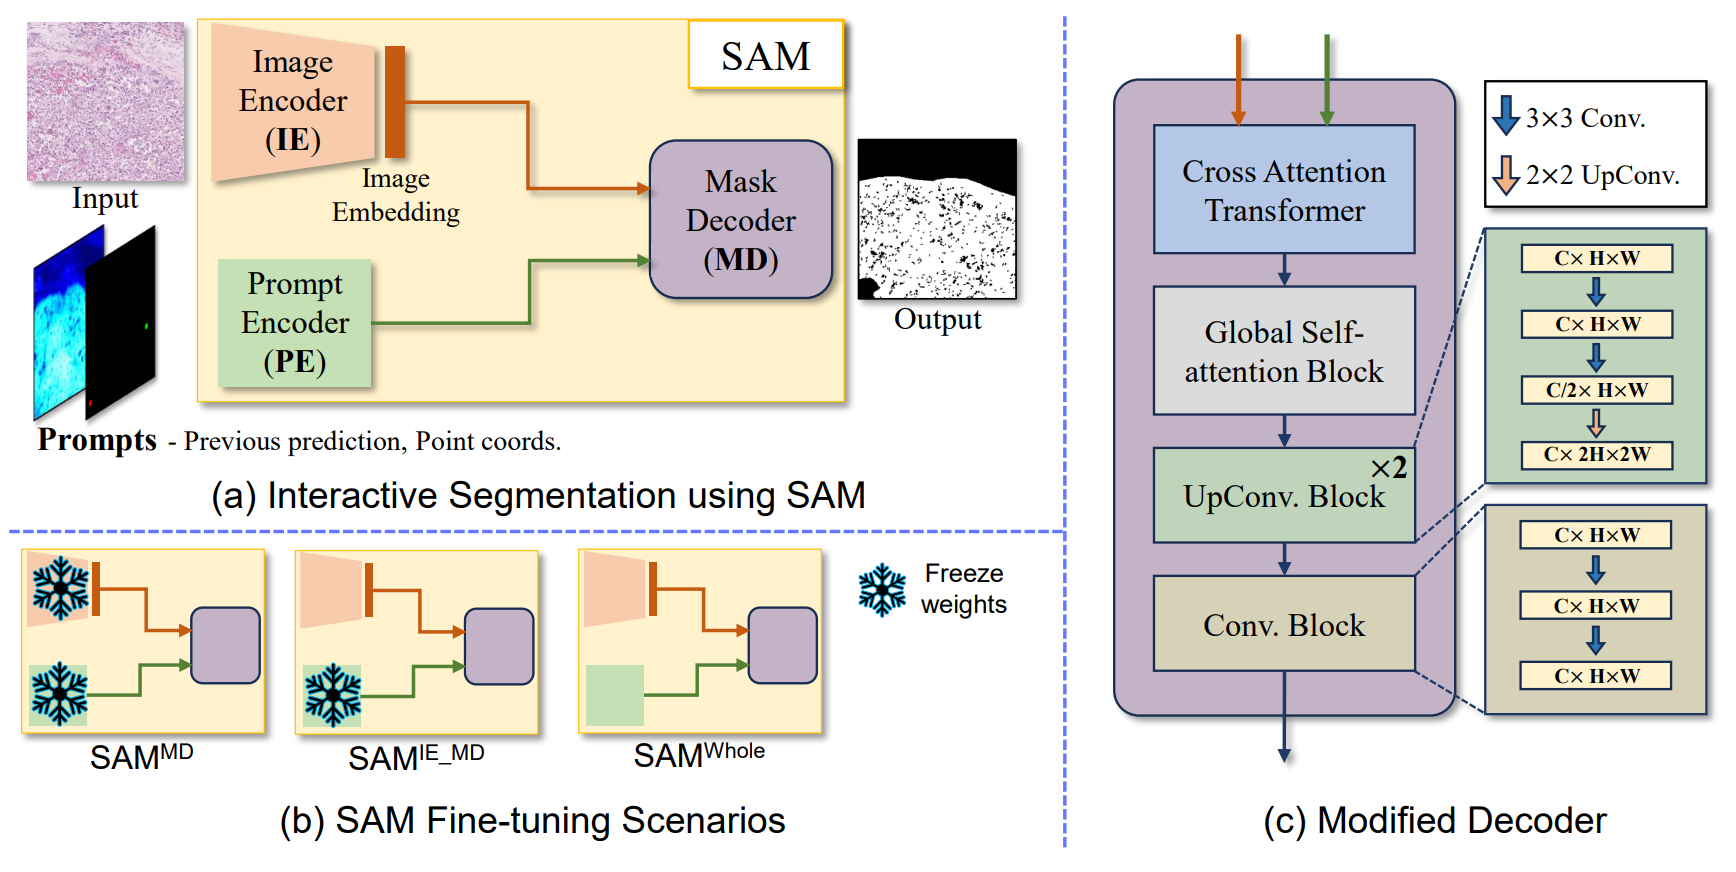 SAM
Image
Encoder
(IE)
Image
Embedding
Input
Mask
Decoder
(MD)
Prompt
Encoder
(PE)
Output
Prompts - Previous prediction, Point coords.
(a) Interactive Segmentation using SAM
Freeze
weights
SAM^MD
SAM^IE_MD
SAM^Whole
(b) SAM Fine-tuning Scenarios
Cross Attention
Transformer
Global Self-
attention Block
×2
UpConv. Block
Conv. Block
3×3 Conv.
2×2 UpConv.
C× H×W
C× H×W
C/2× H×W
C× 2H×2W
C× H×W
C× H×W
C× H×W
(c) Modified Decoder